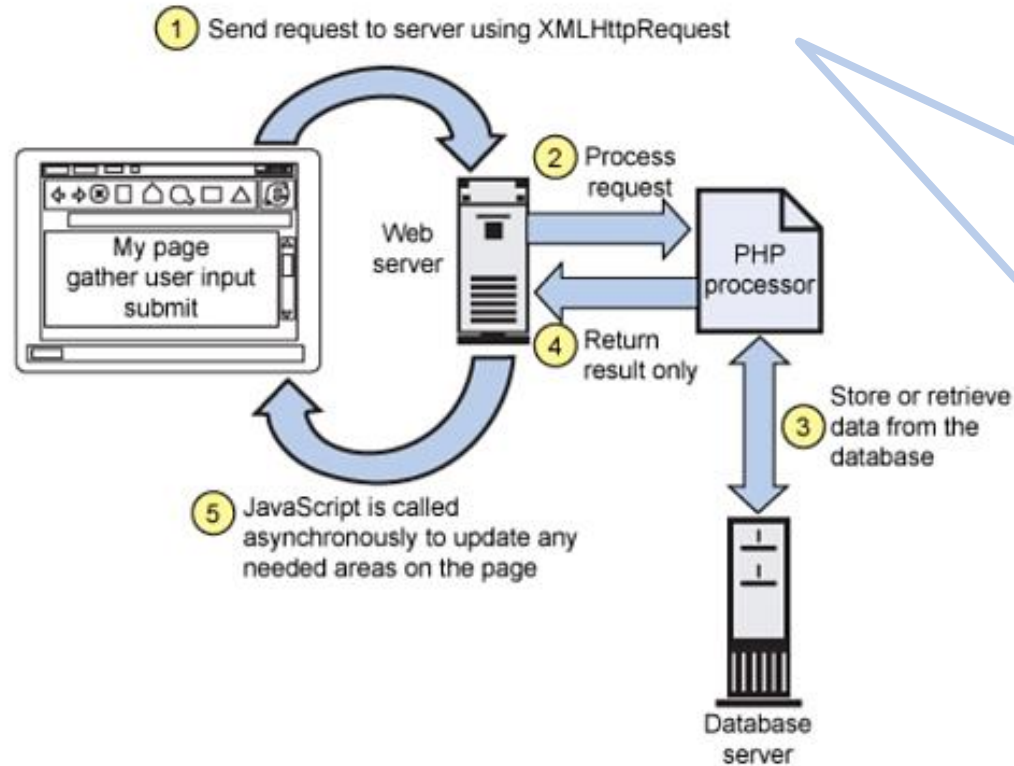 1 Send request to server using XMLHttpRequest
My page
gather user input
submit
Web
server
2 Process
request
PHP
processor
4 Return
result only
3 Store or retrieve
data from the
database
5 JavaScript is called
asynchronously to update any
needed areas on the page
Database
server